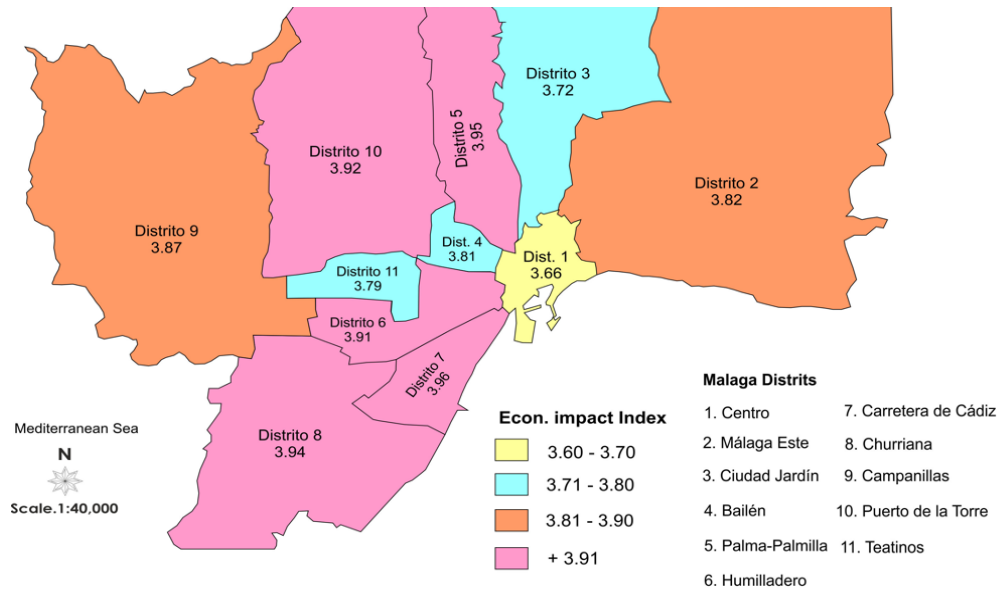 Distrito 3
3.72
Distrito 5
3.95
Distrito 10
3.92
Distrito 2
3.82
Distrito 9
3.87
Dist. 4
3.81
Dist. 1
3.66
Distrito 11
3.79
Distrito 6
3.91
Distrito 7
3.96
Distrito 8
3.94
Mediterranean Sea
N
Scale.1:40,000
Econ. impact Index
3.60 - 3.70
3.71 - 3.80
3.81 - 3.90
+ 3.91
Malaga Distrits
1. Centro
2. Málaga Este
3. Ciudad Jardín
4. Bailén
5. Palma-Palmilla
6. Humilladero
7. Carretera de Cádiz
8. Churriana
9. Campanillas
10. Puerto de la Torre
11. Teatinos